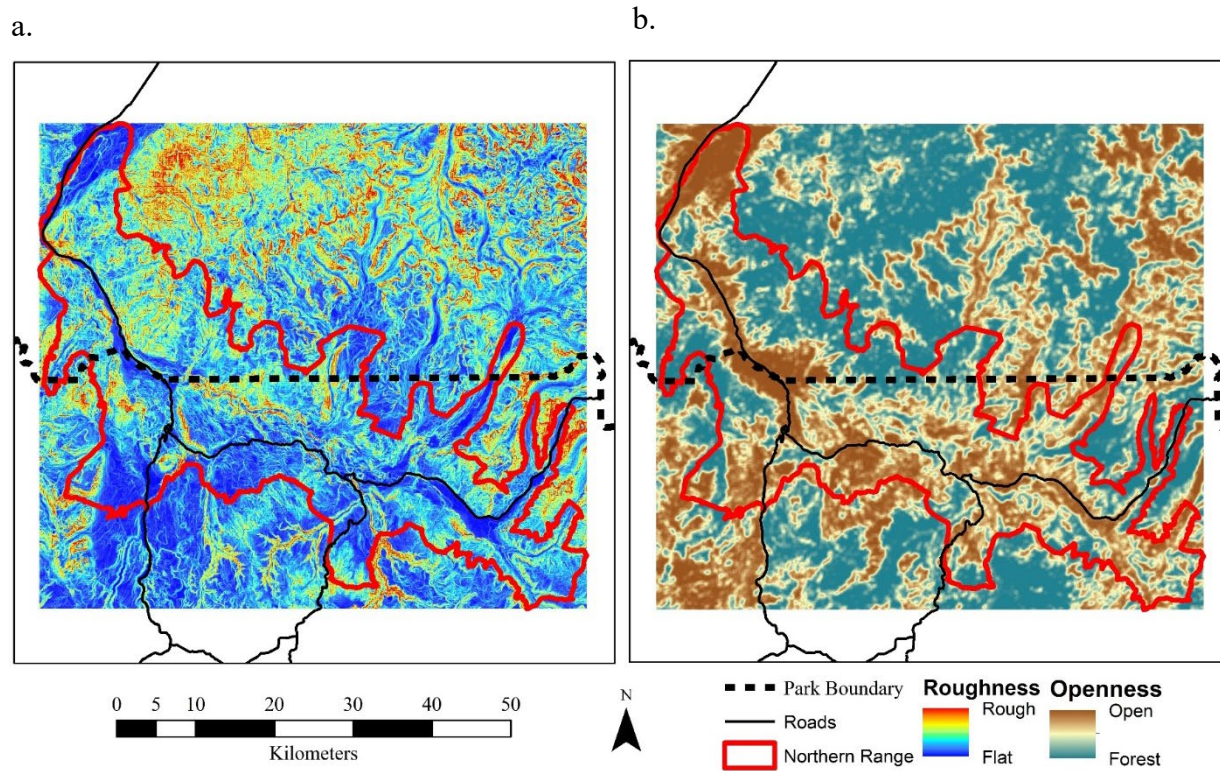 a.
b.
0 5 10 20 30 40 50
Kilometers
N
Park Boundary
Roads
Northern Range
Roughness
Rough
Flat
Openness
Open
Forest